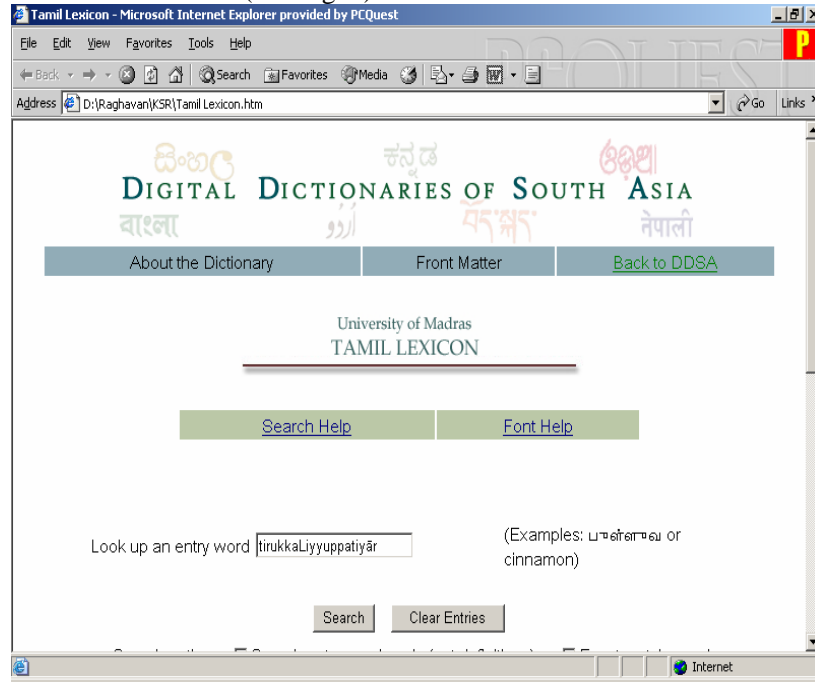 Tamil Lexicon - Microsoft Internet Explorer provided by PCQuest
File Edit View Favorites Tools Help
PCQUEST
P
Back Search Favorites Media
Address D:\Raghavan\KSR\Tamil Lexicon.htm Go Links
සිංහල ಕನ್ನಡ ଓଡ଼ିଆ
DIGITAL DICTIONARIES OF SOUTH ASIA
বাংলা اُردو नेपाली
About the Dictionary Front Matter Back to DDSA
University of Madras
TAMIL LEXICON
Search Help Font Help
Look up an entry word tirukkaLiyyuppatiyār (Examples: or
cinnamon)
Search Clear Entries
Internet